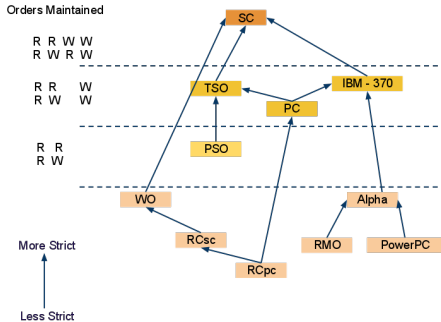 Orders Maintained
SC
R R W W
R W R W
TSO
IBM - 370
R R W
R W W
PC
R R
R W
PSO
WO
Alpha
RCsc
RMO
PowerPC
RCpc
More Strict
Less Strict